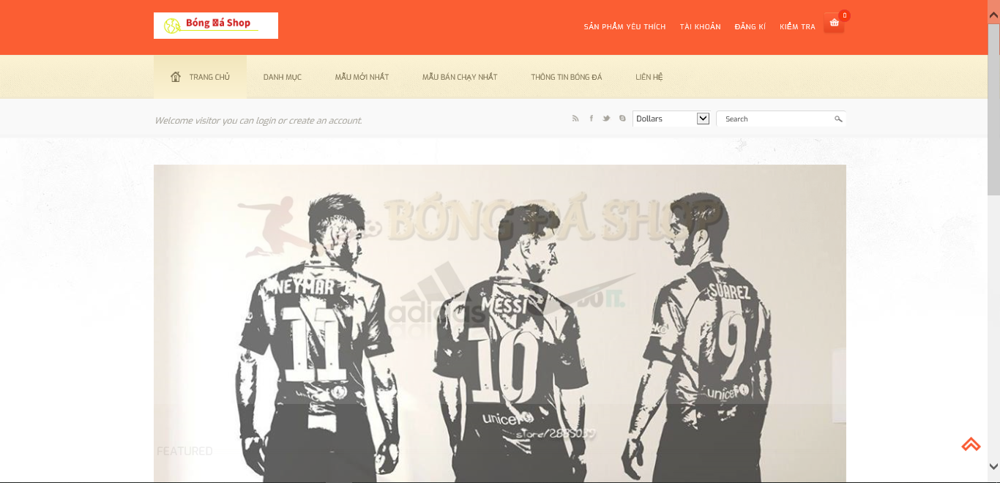 Bóng Đá Shop
SẢN PHẨM YÊU THÍCH TÀI KHOẢN ĐĂNG KÍ KIỂM TRA 0
TRANG CHỦ DANH MỤC MẪU MỚI NHẤT MẪU BÁN CHẠY NHẤT THÔNG TIN BÓNG ĐÁ LIÊN HỆ
Welcome visitor you can login or create an account.
Dollars
Search
BÓNG ĐÁ SHOP
NEYMAR JR
11
adidas
MESSI
10
DO IT.
SUÁREZ
9
unicef
unicef
store/2885039
FEATURED